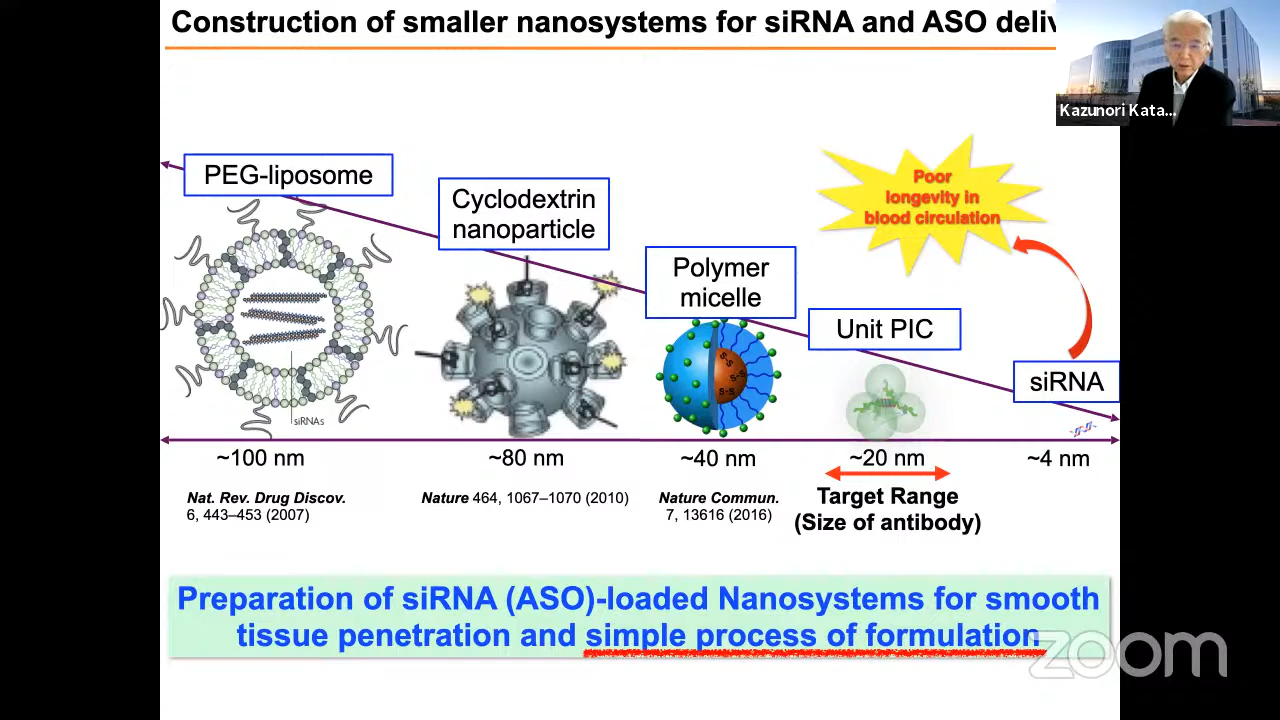 Construction of smaller nanosystems for siRNA and ASO deliv
Kazunori Kata...
PEG-liposome
Cyclodextrin
nanoparticle
Polymer
micelle
Unit PIC
siRNA
Poor
longevity in
blood circulation
siRNAs
S-S
S-S
S-S
~100 nm
~80 nm
~40 nm
~20 nm
~4 nm
Nat. Rev. Drug Discov.
6, 443–453 (2007)
Nature 464, 1067–1070 (2010)
Nature Commun.
7, 13616 (2016)
Target Range
(Size of antibody)
Preparation of siRNA (ASO)-loaded Nanosystems for smooth
tissue penetration and simple process of formulation
zoom